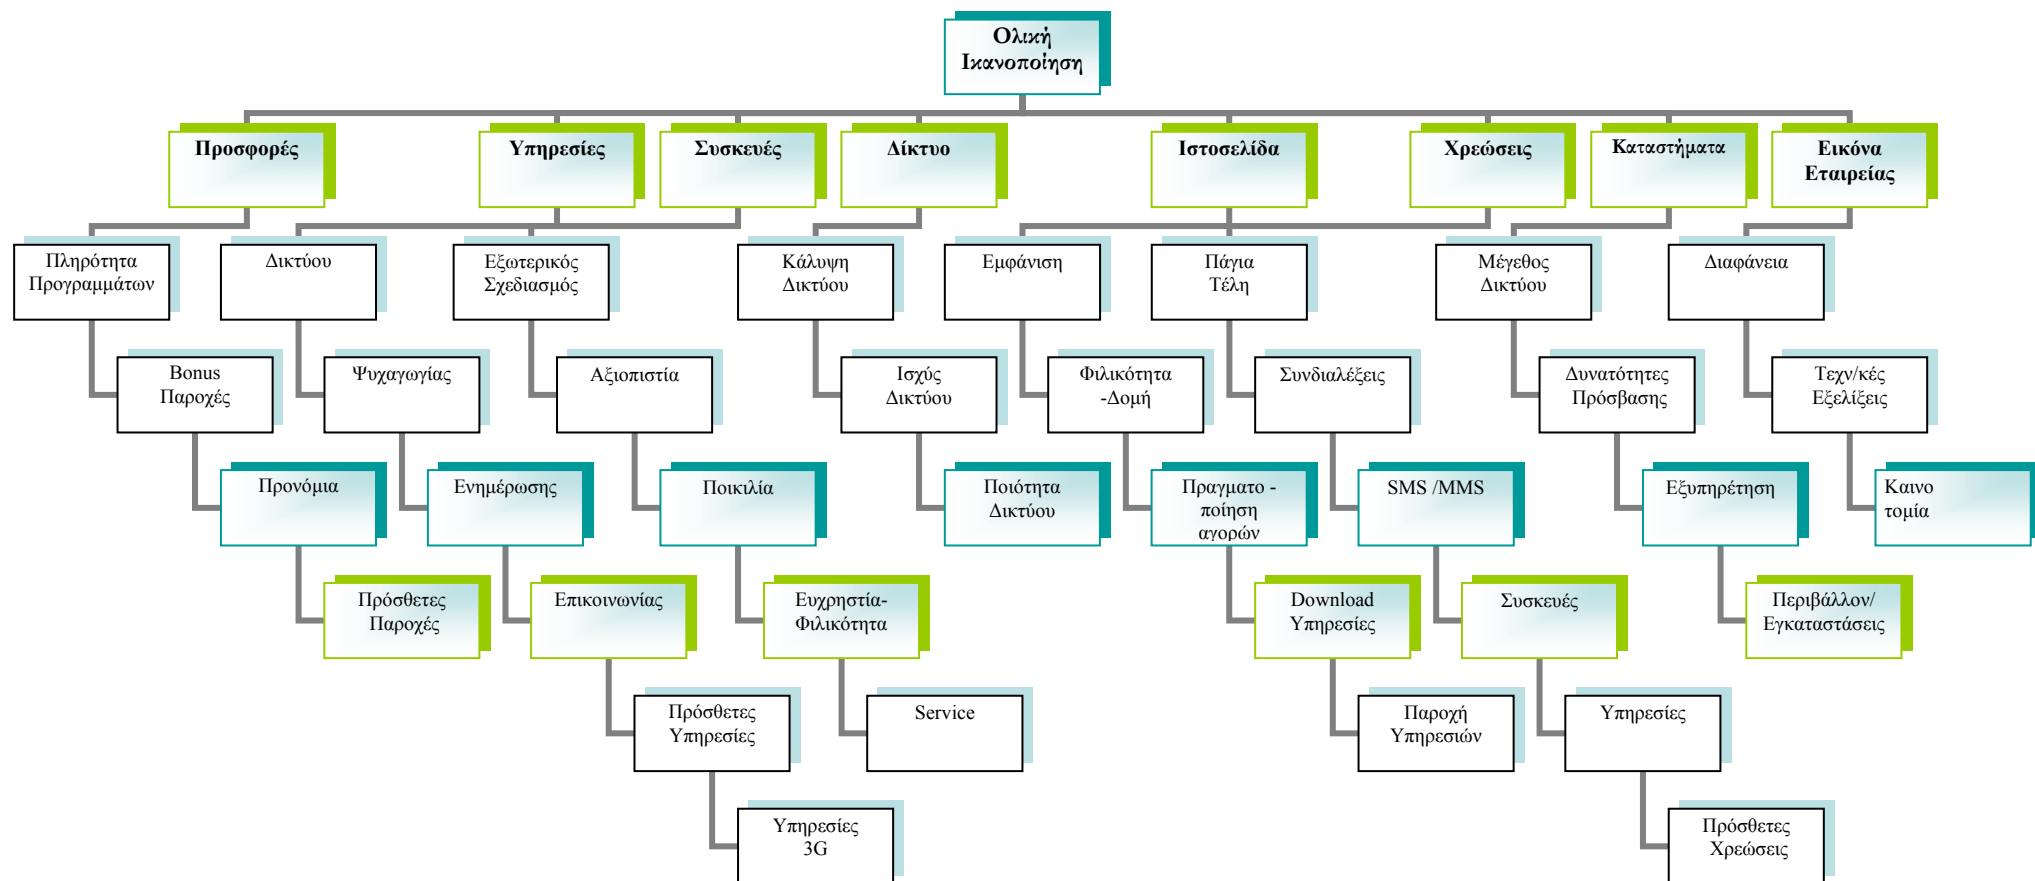 Ολική
Ικανοποίηση
Προσφορές
Υπηρεσίες
Συσκευές
Δίκτυο
Ιστοσελίδα
Χρεώσεις
Καταστήματα
Εικόνα
Εταιρείας
Πληρότητα
Προγραμμάτων
Δικτύου
Εξωτερικός
Σχεδιασμός
Κάλυψη
Δικτύου
Εμφάνιση
Πάγια
Τέλη
Μέγεθος
Δικτύου
Διαφάνεια
Bonus
Παροχές
Ψυχαγωγίας
Αξιοπιστία
Ισχύς
Δικτύου
Φιλικότητα
-Δομή
Συνδιαλέξεις
Δυνατότητες
Πρόσβασης
Τεχν/κές
Εξελίξεις
Προνόμια
Ενημέρωσης
Ποικιλία
Ποιότητα
Δικτύου
Πραγματο -
ποίηση
αγορών
SMS /MMS
Εξυπηρέτηση
Καινο
τομία
Πρόσθετες
Παροχές
Επικοινωνίας
Ευχρηστία-
Φιλικότητα
Download
Υπηρεσίες
Συσκευές
Περιβάλλον/
Εγκαταστάσεις
Πρόσθετες
Υπηρεσίες
Service
Παροχή
Υπηρεσιών
Υπηρεσίες
Υπηρεσίες
3G
Πρόσθετες
Χρεώσεις